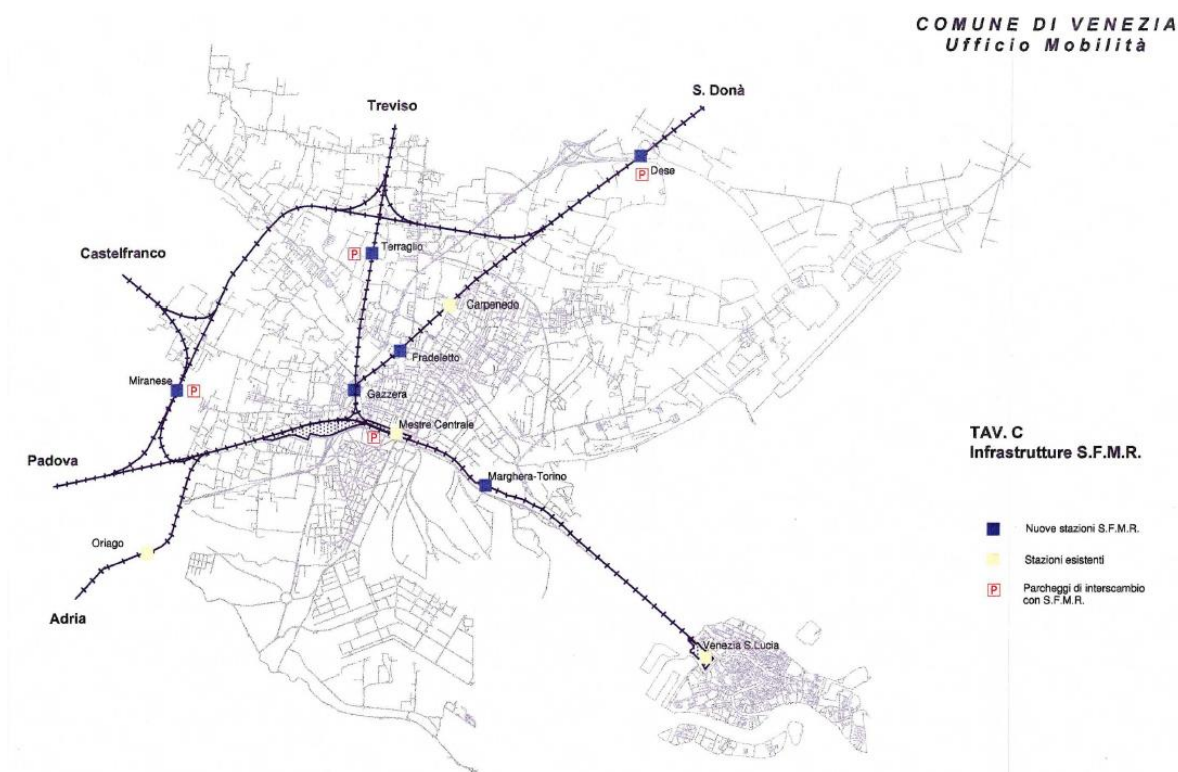 COMUNE DI VENEZIA
Ufficio Mobilità
S. Donà
Treviso
Dese
P
Terraglio
P
Castelfranco
Carpenedo
Fradeletto
Miranese
P
Gazzera
Mestre Centrale
P
TAV. C
Infrastrutture S.F.M.R.
Padova
Marghera-Torino
Nuove stazioni S.F.M.R.
Oriago
Stazioni esistenti
P
Parcheggi di interscambio
con S.F.M.R.
Adria
Venezia S.Lucia